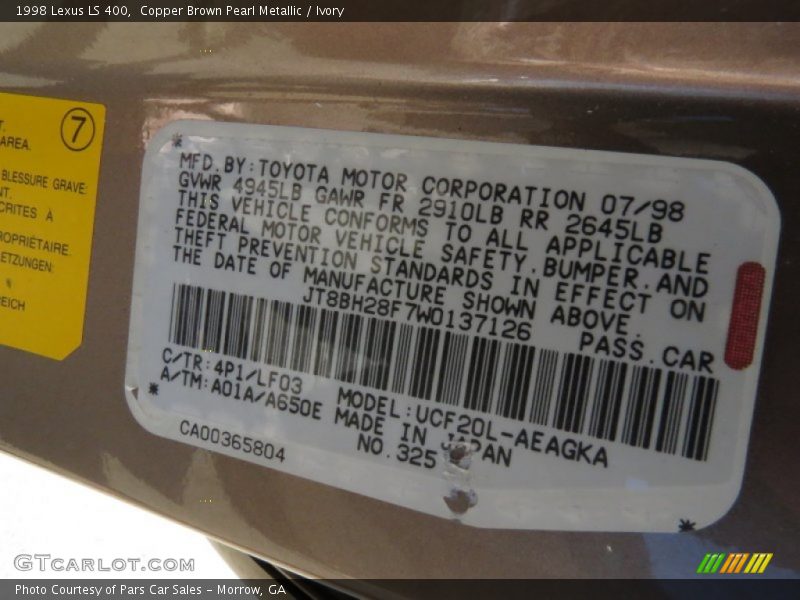 1998 Lexus LS 400,  Copper Brown Pearl Metallic / Ivory
7
AREA.
BLESSURE GRAVE
CRITES À
ROPRIÉTAIRE.
ETZUNGEN
REICH
MFD.BY:TOYOTA MOTOR CORPORATION 07/98
GVWR 4945LB GAWR FR 2910LB RR 2645LB
THIS VEHICLE CONFORMS TO ALL APPLICABLE
FEDERAL MOTOR VEHICLE SAFETY,BUMPER,AND
THEFT PREVENTION STANDARDS IN EFFECT ON
THE DATE OF MANUFACTURE SHOWN ABOVE.
JT8BH28F7W0137126 PASS.CAR
C/TR:4P1/LF03 MODEL:UCF20L-AEAGKA
A/TM:A01A/A650E MADE IN JAPAN
CA00365804 NO.325
GTcarlot.com
Photo Courtesy of Pars Car Sales - Morrow, GA